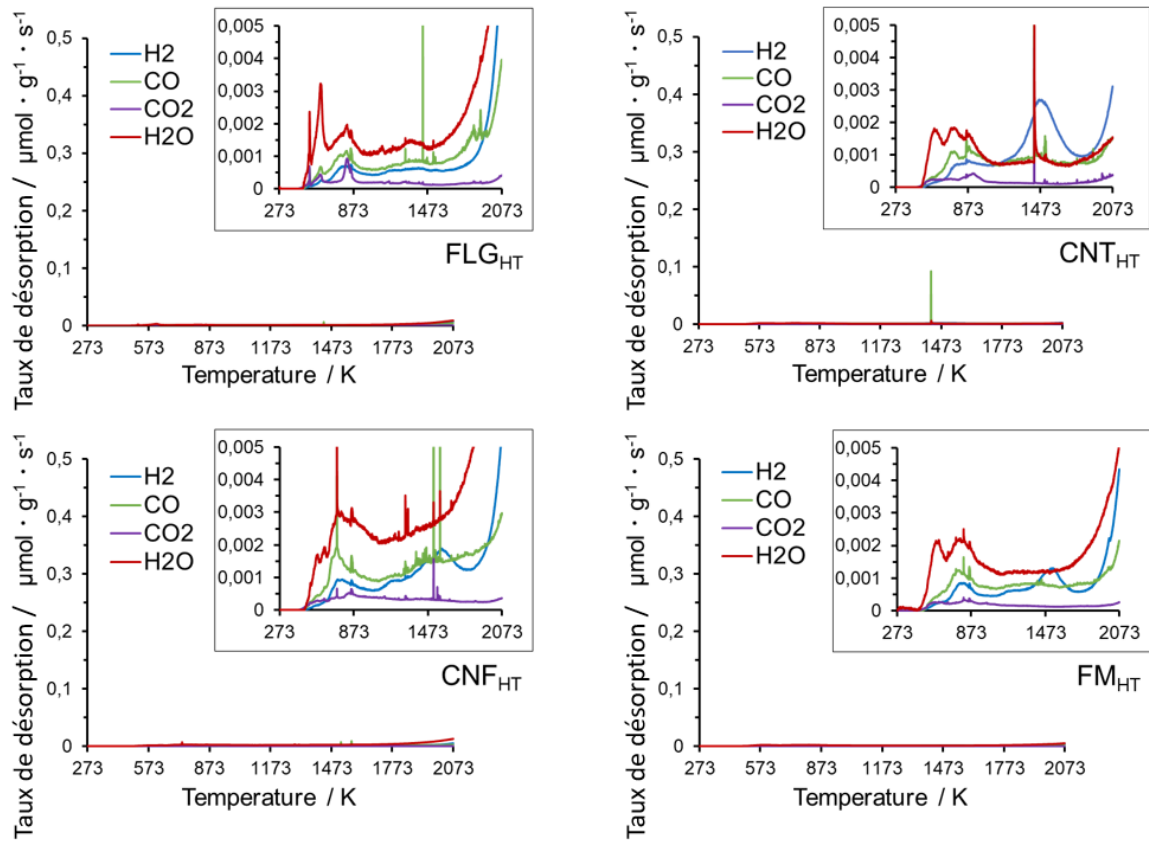 Taux de désorption / μmol · g⁻¹ · s⁻¹
0,5
0,4
0,3
0,2
0,1
0
273 573 873 1173 1473 1773 2073
Temperature / K
H2
CO
CO2
H2O
0,005
0,004
0,003
0,002
0,001
0
273 873 1473 2073
FLG_HT
Taux de désorption / μmol · g⁻¹ · s⁻¹
0,5
0,4
0,3
0,2
0,1
0
273 573 873 1173 1473 1773 2073
Temperature / K
H2
CO
CO2
H2O
0,005
0,004
0,003
0,002
0,001
0
273 873 1473 2073
CNT_HT
Taux de désorption / μmol · g⁻¹ · s⁻¹
0,5
0,4
0,3
0,2
0,1
0
273 573 873 1173 1473 1773 2073
Temperature / K
H2
CO
CO2
H2O
0,005
0,004
0,003
0,002
0,001
0
273 873 1473 2073
CNF_HT
Taux de désorption / μmol · g⁻¹ · s⁻¹
0,5
0,4
0,3
0,2
0,1
0
273 573 873 1173 1473 1773 2073
Temperature / K
H2
CO
CO2
H2O
0,005
0,004
0,003
0,002
0,001
0
273 873 1473 2073
FM_HT